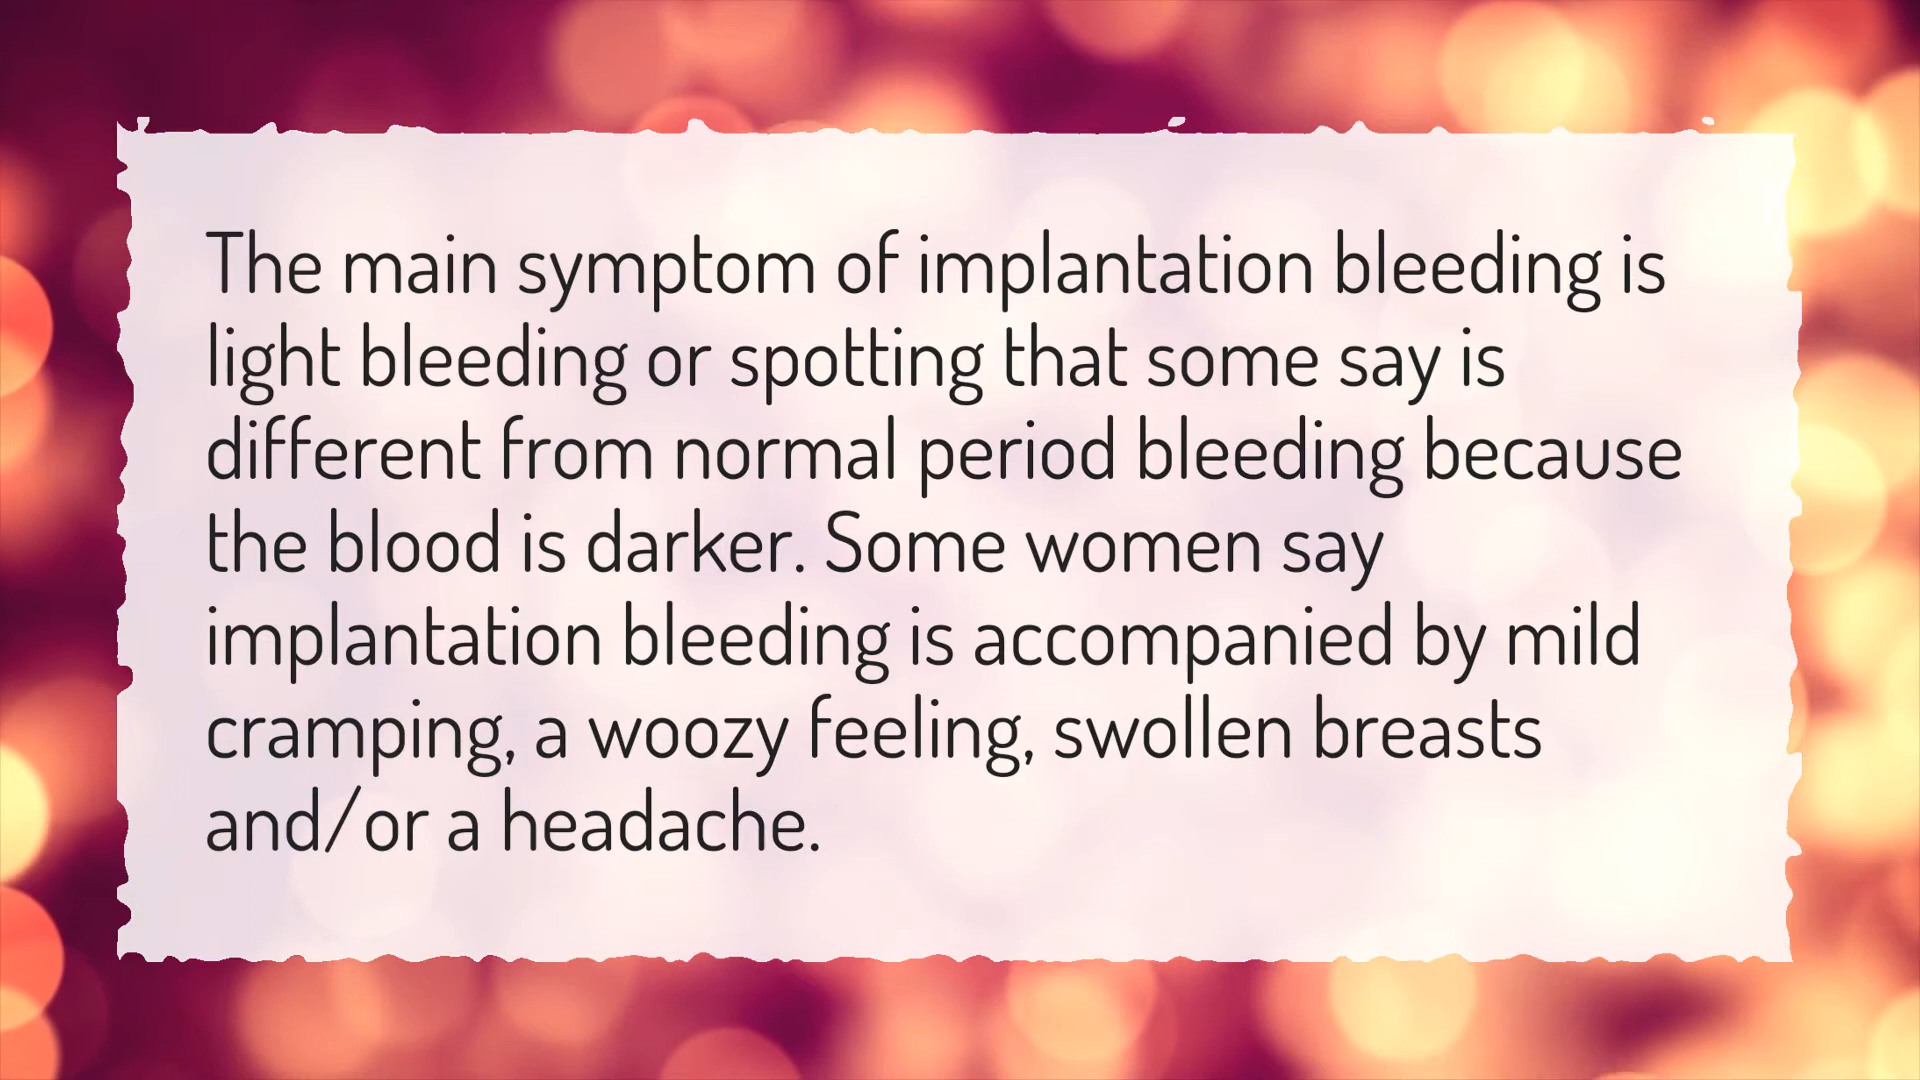 The main symptom of implantation bleeding is
light bleeding or spotting that some say is
different from normal period bleeding because
the blood is darker. Some women say
implantation bleeding is accompanied by mild
cramping, a woozy feeling, swollen breasts
and/or a headache.